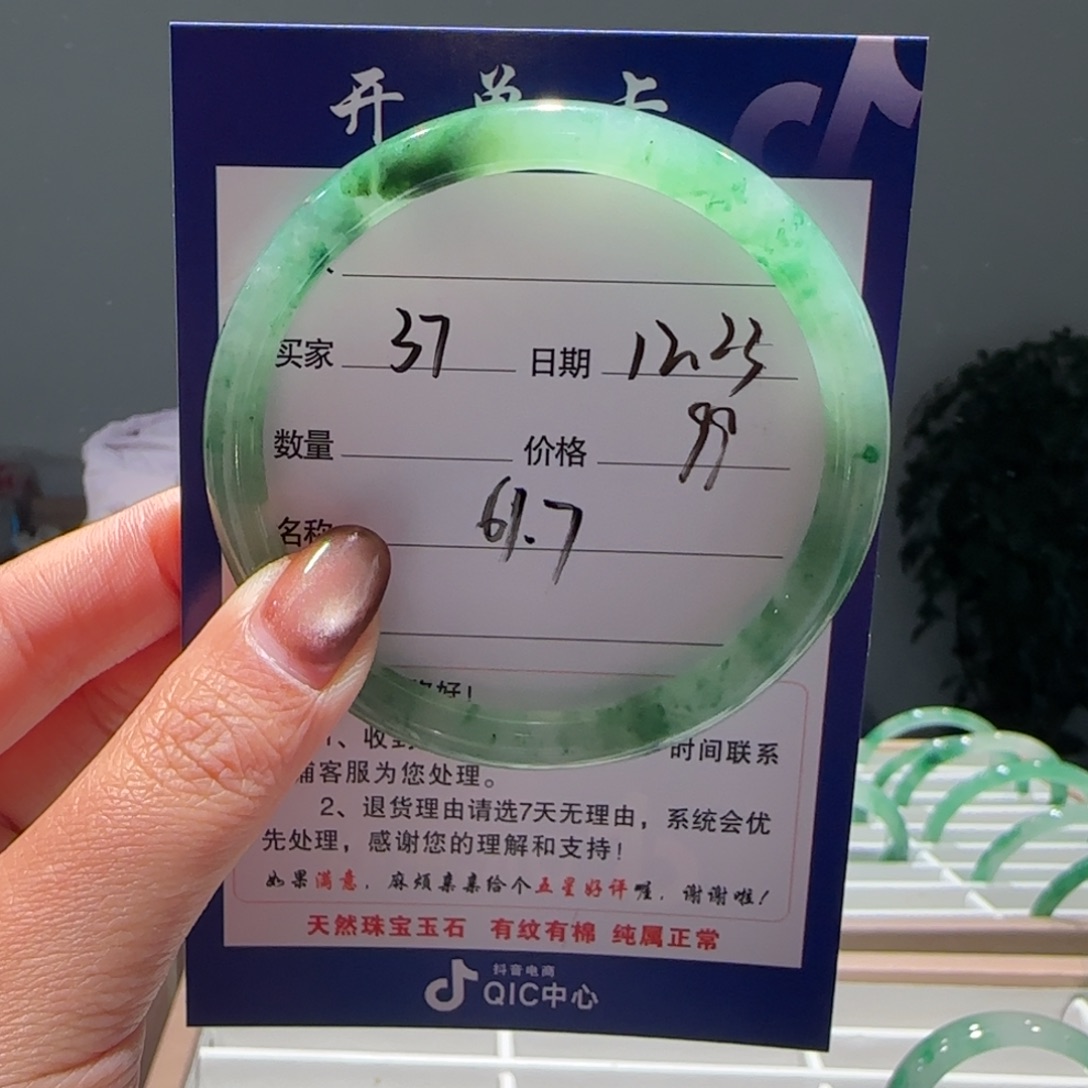 开单卡
买家 37 日期 12.25
数量 价格 99
名称 61.7
您好!
1、收到 时间联系
铺客服为您处理。
2、退货理由请选7天无理由，系统会优
先处理，感谢您的理解和支持!
如果满意，麻烦亲亲给个五星好评喔，谢谢啦!
天然珠宝玉石 有纹有棉 纯属正常
抖音电商
QIC中心